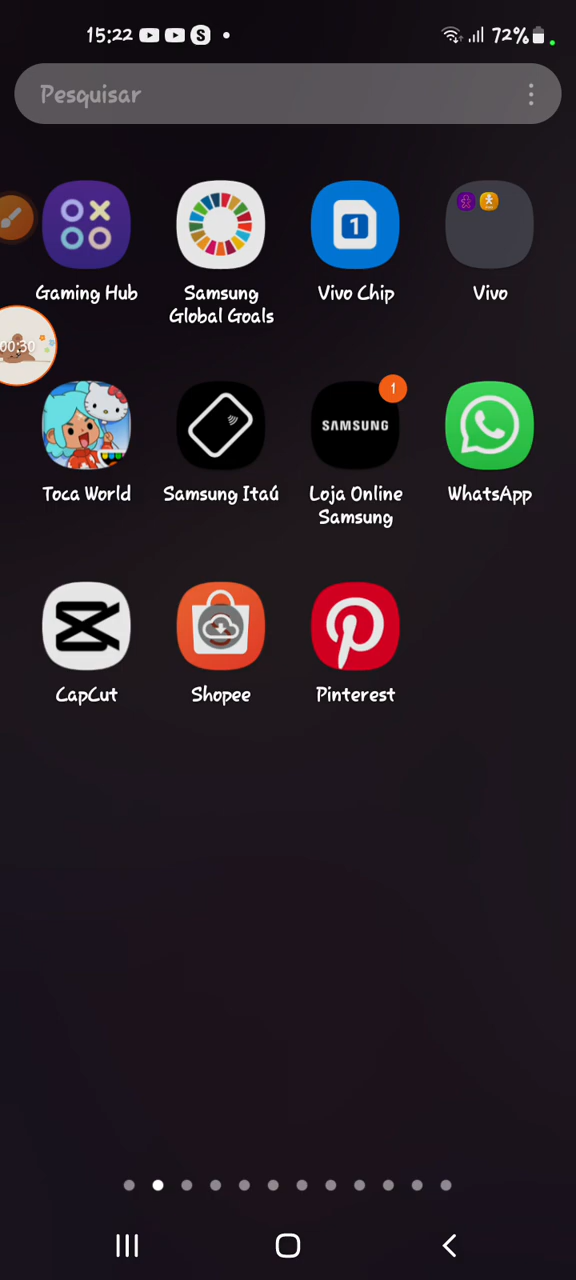 15:22 72%
Pesquisar
Gaming Hub
Samsung Global Goals
Vivo Chip
1
Vivo
00:30
Toca World
Samsung Itaú
SAMSUNG
1
Loja Online Samsung
WhatsApp
CapCut
Shopee
Pinterest